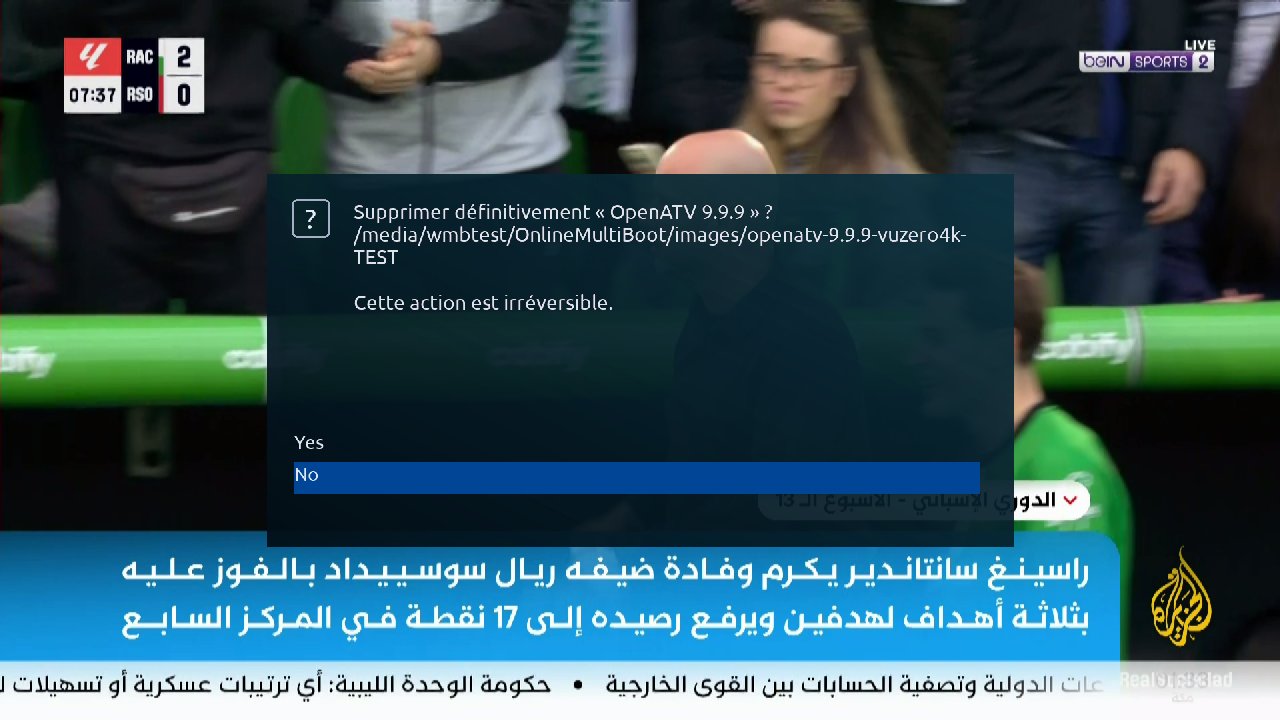 RAC 2
07:37 RSO 0
LIVE
beIN SPORTS 2
Supprimer définitivement « OpenATV 9.9.9 » ?
/media/wmbtest/OnlineMultiBoot/images/openatv-9.9.9-vuzero4k-
TEST
Cette action est irréversible.
cabify
Yes
No
الدوري الإسباني - الأسبوع الـ 13
راسينغ سانتاندير يكرم وفادة ضيفه ريال سوسييداد بالفوز عليه
بثلاثة أهداف لهدفين ويرفع رصيده إلى 17 نقطة في المركز السابع
الدولية وتصفية الحسابات بين القوى الخارجية • حكومة الوحدة الليبية: أي ترتيبات عسكرية أو تسهيلات
مكة